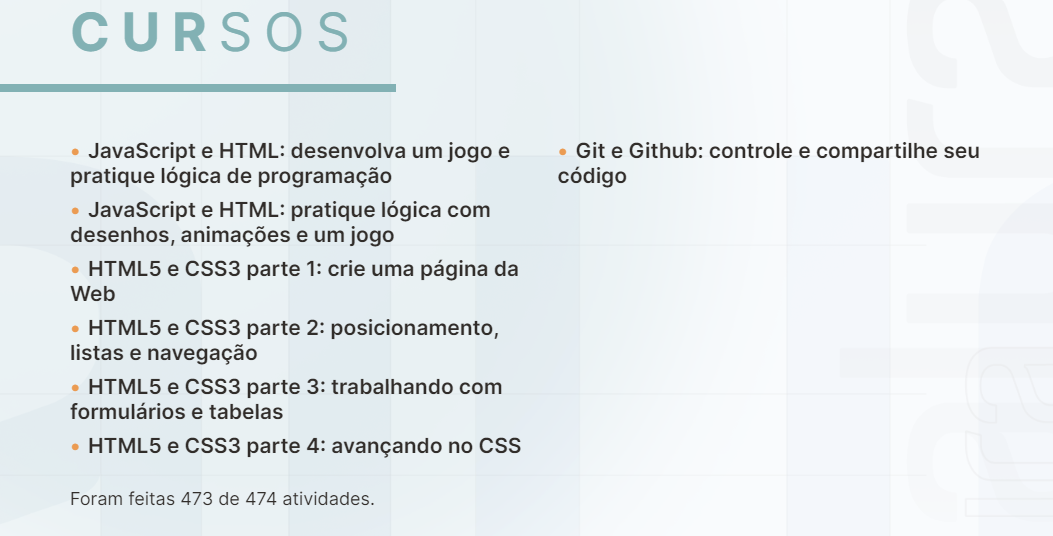 CURSOS
• JavaScript e HTML: desenvolva um jogo e
pratique lógica de programação
• JavaScript e HTML: pratique lógica com
desenhos, animações e um jogo
• HTML5 e CSS3 parte 1: crie uma página da
Web
• HTML5 e CSS3 parte 2: posicionamento,
listas e navegação
• HTML5 e CSS3 parte 3: trabalhando com
formulários e tabelas
• HTML5 e CSS3 parte 4: avançando no CSS
• Git e Github: controle e compartilhe seu
código
Foram feitas 473 de 474 atividades.